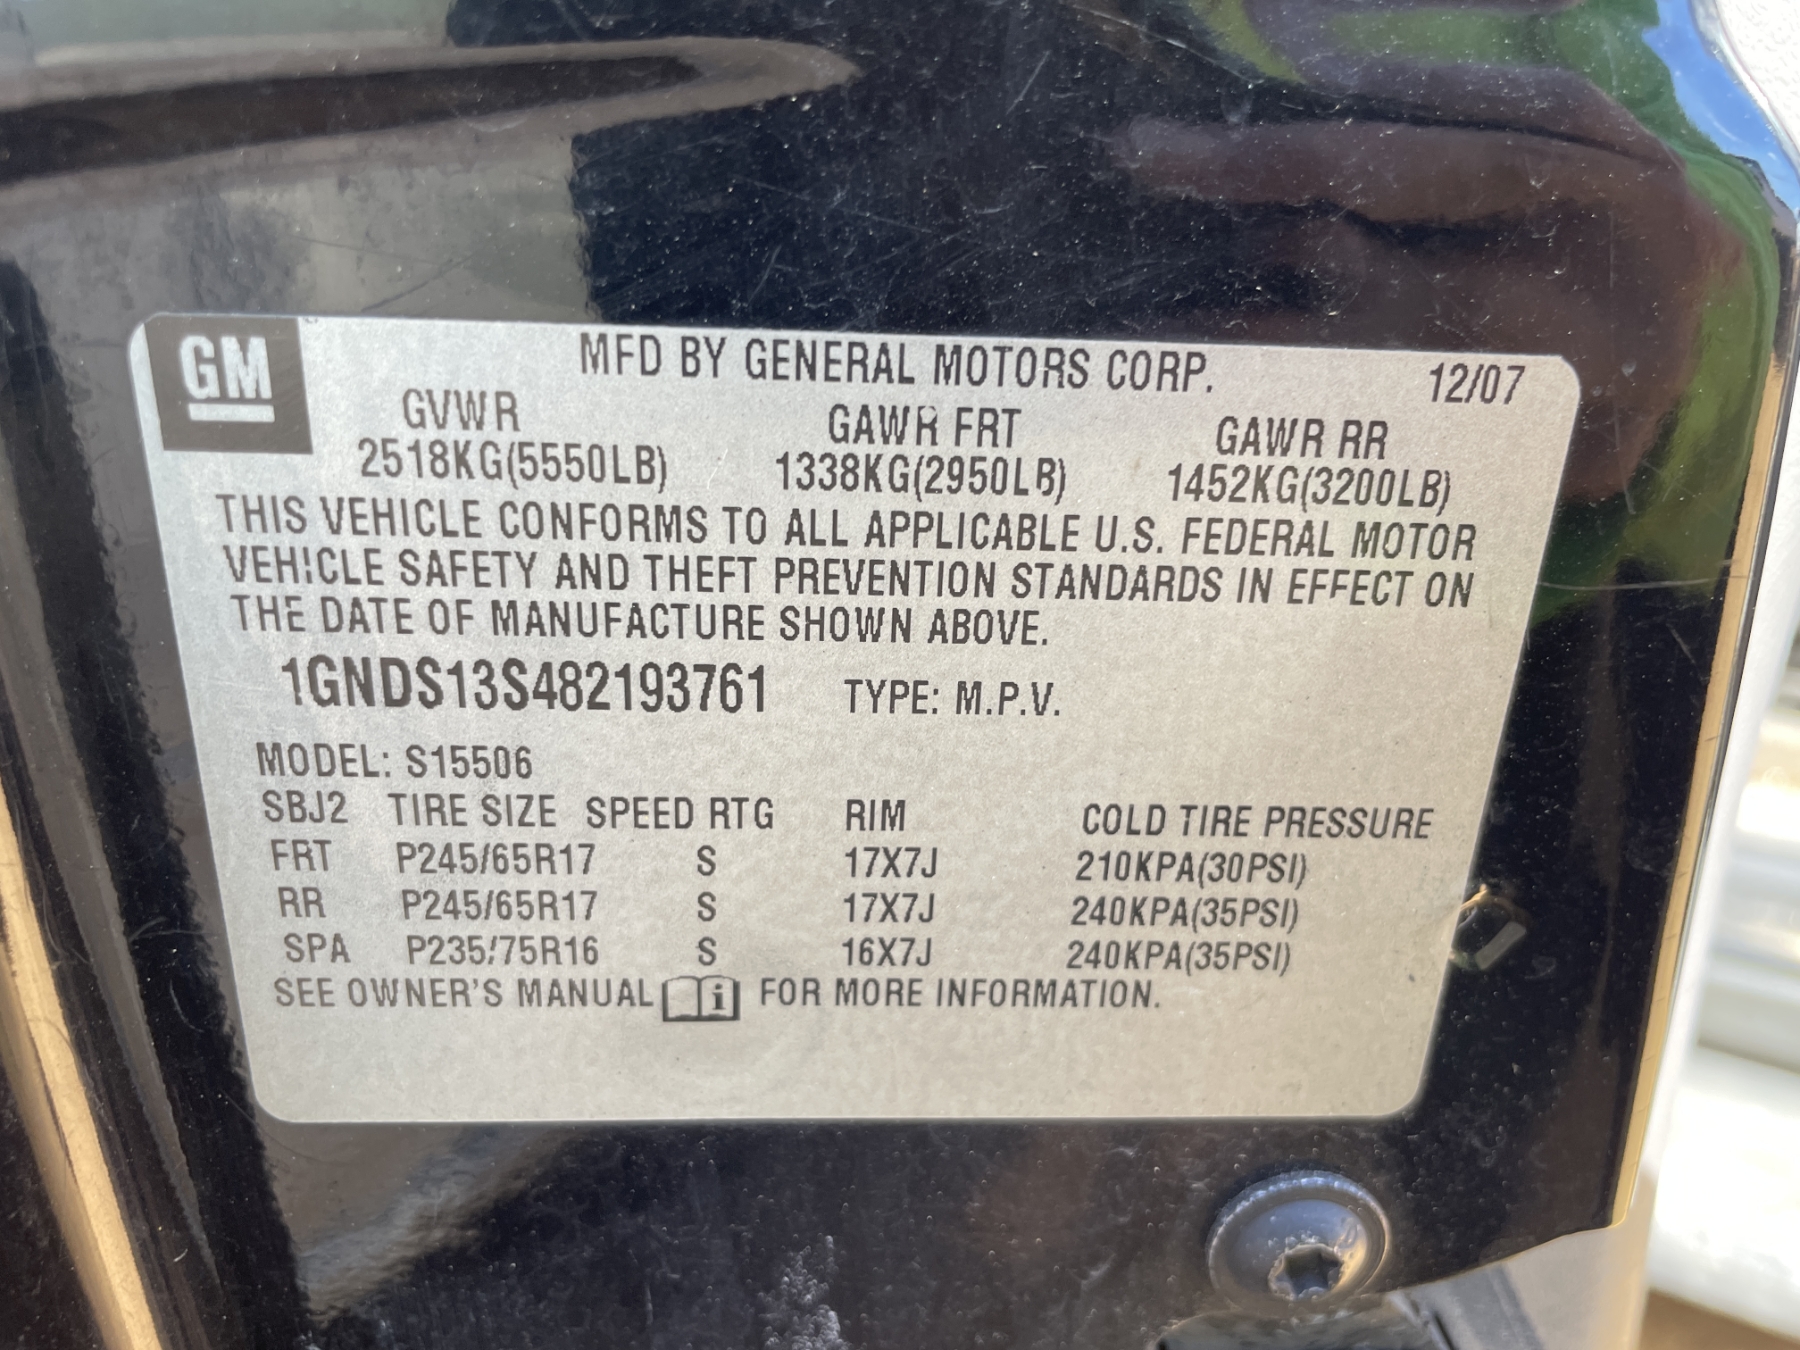 GM
MFD BY GENERAL MOTORS CORP. 12/07
GVWR GAWR FRT GAWR RR
2518KG(5550LB) 1338KG(2950LB) 1452KG(3200LB)
THIS VEHICLE CONFORMS TO ALL APPLICABLE U.S. FEDERAL MOTOR
VEHICLE SAFETY AND THEFT PREVENTION STANDARDS IN EFFECT ON
THE DATE OF MANUFACTURE SHOWN ABOVE.
1GNDS13S482193761 TYPE: M.P.V.
MODEL: S15506
SBJ2 TIRE SIZE SPEED RTG RIM COLD TIRE PRESSURE
FRT P245/65R17 S 17X7J 210KPA(30PSI)
RR P245/65R17 S 17X7J 240KPA(35PSI)
SPA P235/75R16 S 16X7J 240KPA(35PSI)
SEE OWNER'S MANUAL i FOR MORE INFORMATION.